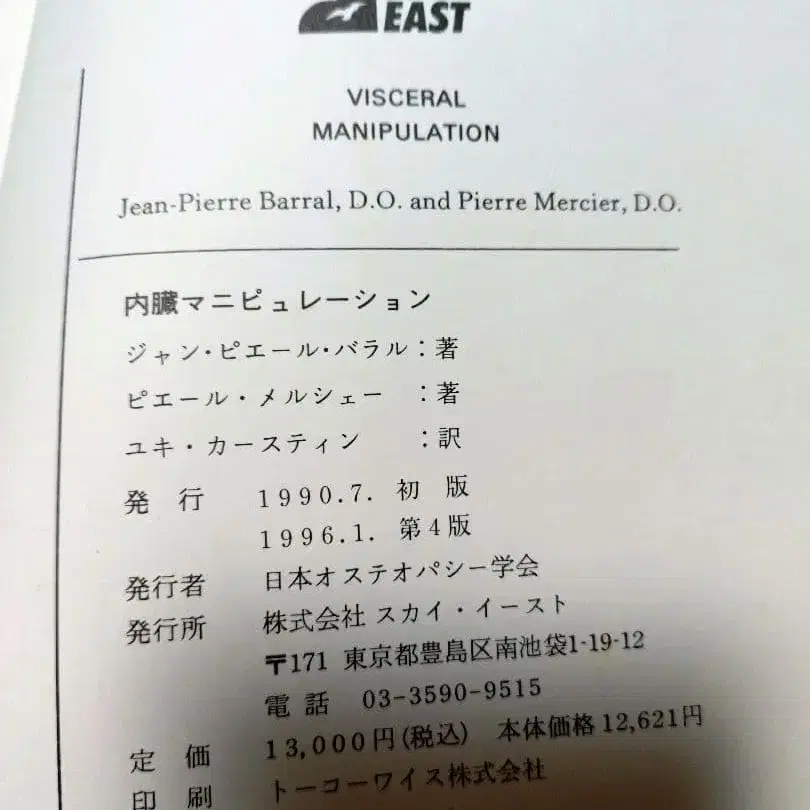 EAST
VISCERAL
MANIPULATION
Jean-Pierre Barral, D.O. and Pierre Mercier, D.O.
内臓マニピュレーション
ジャン・ピエール・バラル：著
ピエール・メルシェー ：著
ユキ・カースティン ：訳
発 行 1990.7. 初 版
1996.1. 第4版
発行者 日本オステオパシー学会
発行所 株式会社 スカイ・イースト
〒171 東京都豊島区南池袋1-19-12
電 話 03-3590-9515
定 価 13,000円(税込) 本体価格12,621円
印 刷 トーコーワイス株式会社